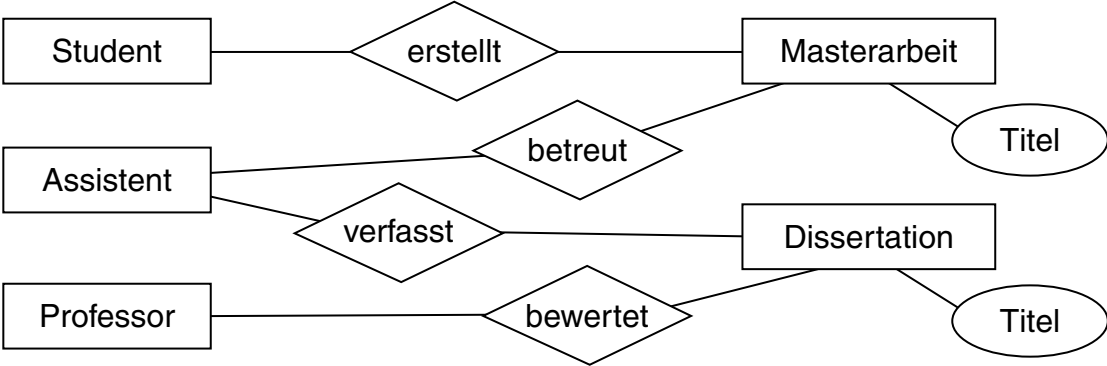 Student
erstellt
Masterarbeit
Titel
betreut
Assistent
verfasst
Dissertation
Professor
bewertet
Titel